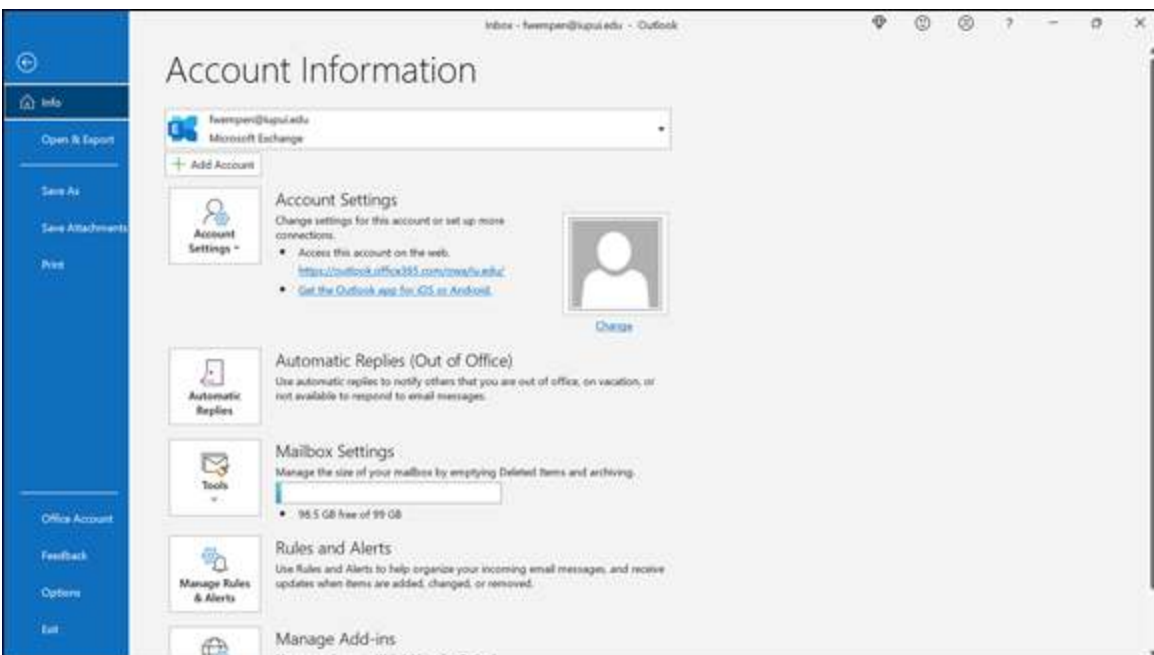 Inbox - fwempen@iupui.edu - Outlook
?
Account Information
Info
Open & Export
Save As
Save Attachments
Print
Office Account
Feedback
Options
Exit
fwempen@iupui.edu
Microsoft Exchange
Add Account
Account Settings
Account Settings
Change settings for this account or set up more
connections.
• Access this account on the web.
https://outlook.office365.com/owa/iu.edu/
• Get the Outlook app for iOS or Android.
Change
Automatic Replies
Automatic Replies (Out of Office)
Use automatic replies to notify others that you are out of office, on vacation, or
not available to respond to email messages.
Tools
Mailbox Settings
Manage the size of your mailbox by emptying Deleted Items and archiving.
• 98.5 GB free of 99 GB
Manage Rules
& Alerts
Rules and Alerts
Use Rules and Alerts to help organize your incoming email messages, and receive
updates when items are added, changed, or removed.
Manage Add-ins